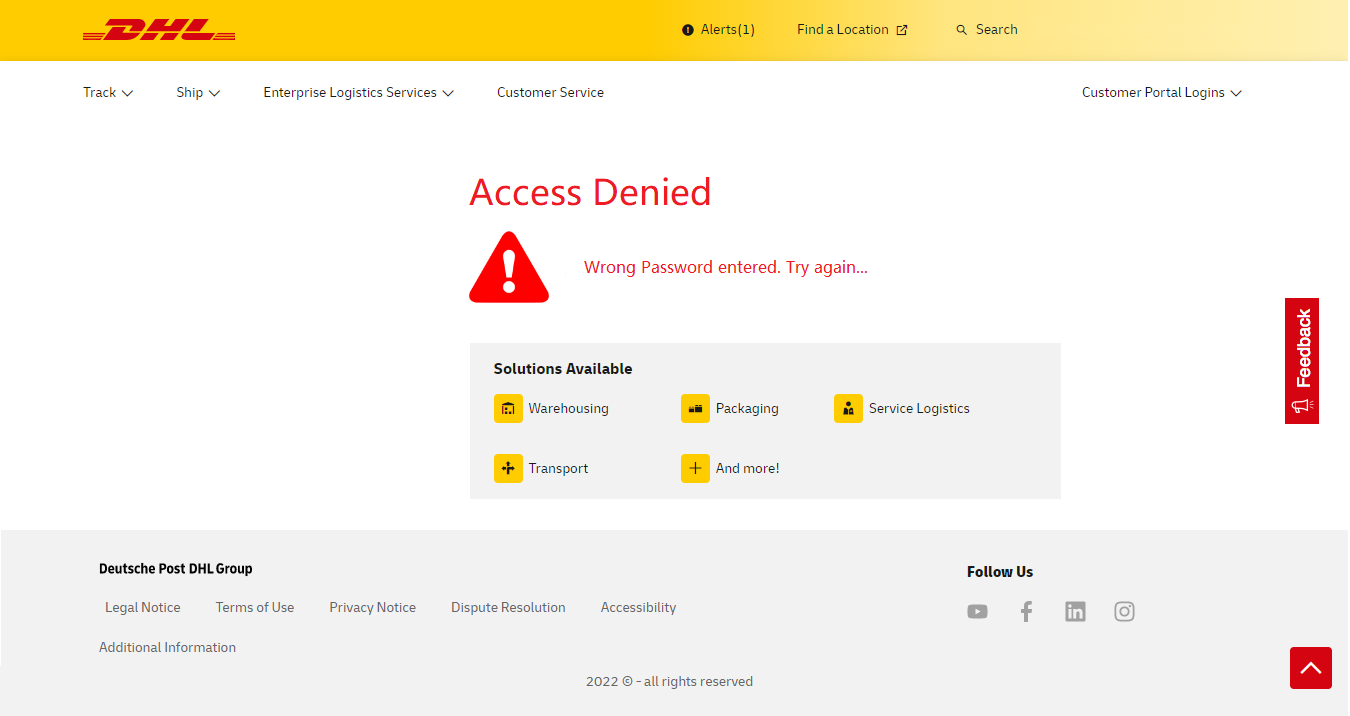 DHL
Alerts(1)
Find a Location
Search
Track
Ship
Enterprise Logistics Services
Customer Service
Customer Portal Logins
Access Denied
Wrong Password entered. Try again...
Feedback
Solutions Available
Warehousing
Packaging
Service Logistics
Transport
And more!
Deutsche Post DHL Group
Follow Us
Legal Notice
Terms of Use
Privacy Notice
Dispute Resolution
Accessibility
Additional Information
2022 © - all rights reserved